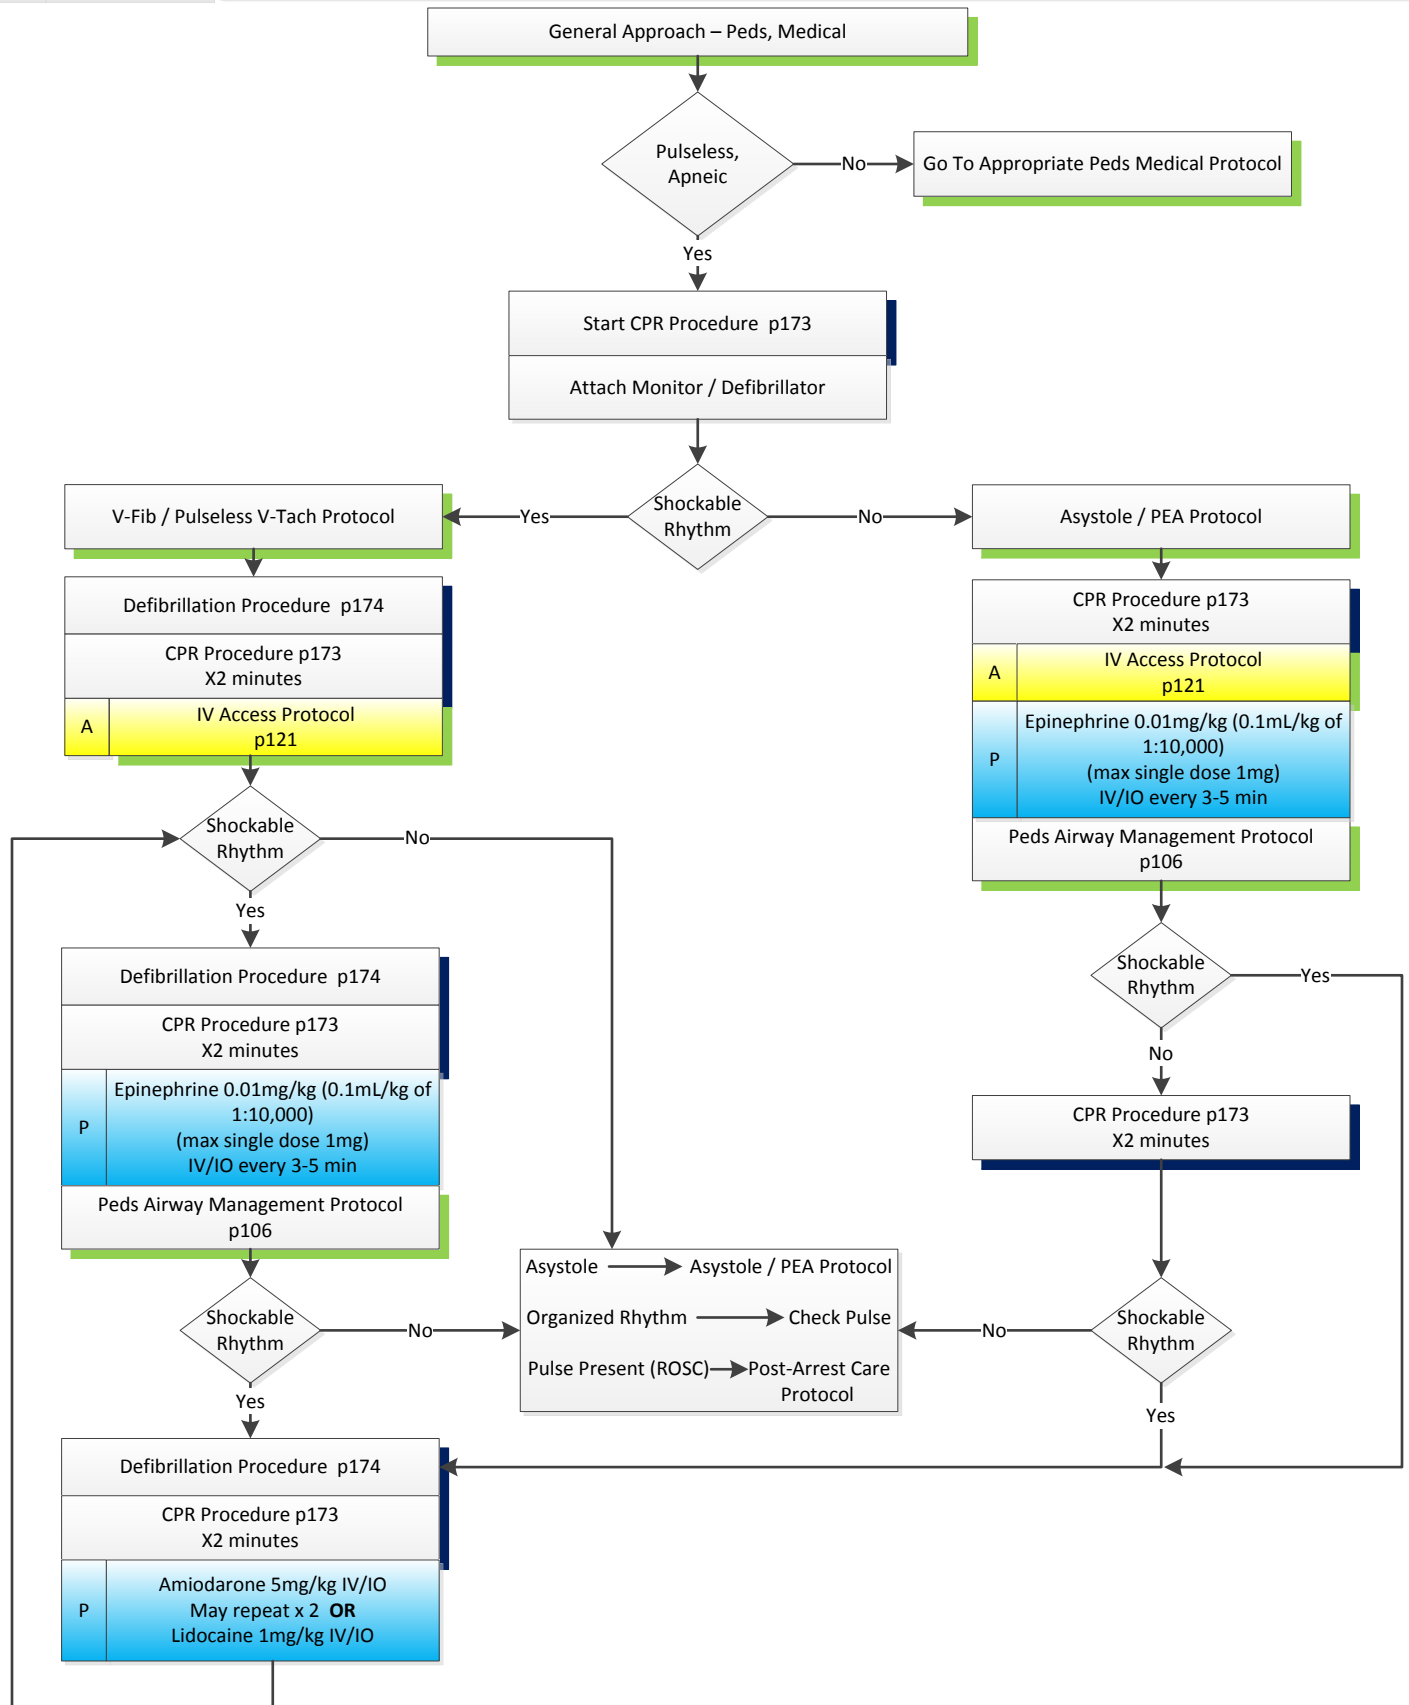 General Approach – Peds, Medical
Pulseless,
Apneic
No
Go To Appropriate Peds Medical Protocol
Yes
Start CPR Procedure p173
Attach Monitor / Defibrillator
Shockable
Rhythm
Yes
No
V-Fib / Pulseless V-Tach Protocol
Defibrillation Procedure p174
CPR Procedure p173
X2 minutes
A
IV Access Protocol
p121
Shockable
Rhythm
No
Yes
Defibrillation Procedure p174
CPR Procedure p173
X2 minutes
P
Epinephrine 0.01mg/kg (0.1mL/kg of
1:10,000)
(max single dose 1mg)
IV/IO every 3-5 min
Peds Airway Management Protocol
p106
Shockable
Rhythm
No
Yes
Defibrillation Procedure p174
CPR Procedure p173
X2 minutes
P
Amiodarone 5mg/kg IV/IO
May repeat x 2 OR
Lidocaine 1mg/kg IV/IO
Asystole / PEA Protocol
CPR Procedure p173
X2 minutes
A
IV Access Protocol
p121
P
Epinephrine 0.01mg/kg (0.1mL/kg of
1:10,000)
(max single dose 1mg)
IV/IO every 3-5 min
Peds Airway Management Protocol
p106
Shockable
Rhythm
Yes
No
CPR Procedure p173
X2 minutes
Shockable
Rhythm
No
Yes
Asystole Asystole / PEA Protocol
Organized Rhythm Check Pulse
Pulse Present (ROSC) Post-Arrest Care
Protocol